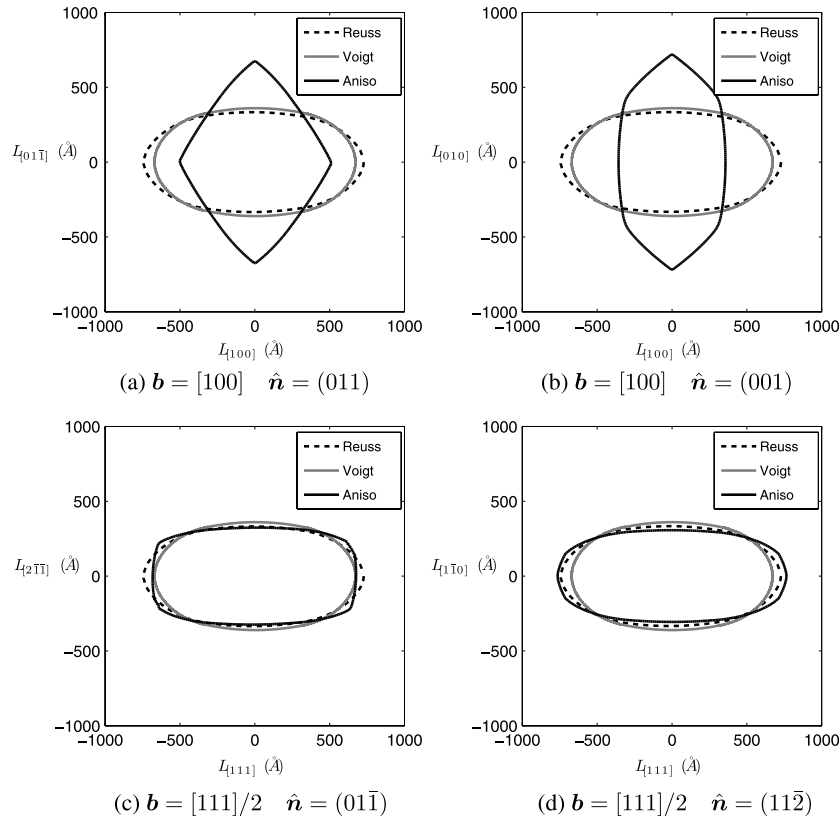 1000
500
0
−500
−1000
L[011̄] (Å)
−1000 −500 0 500 1000
L[100] (Å)
Reuss
Voigt
Aniso
(a) b = [100] n̂ = (011)
1000
500
0
−500
−1000
L[010] (Å)
−1000 −500 0 500 1000
L[100] (Å)
Reuss
Voigt
Aniso
(b) b = [100] n̂ = (001)
1000
500
0
−500
−1000
L[21̄1̄] (Å)
−1000 −500 0 500 1000
L[111] (Å)
Reuss
Voigt
Aniso
(c) b = [111]/2 n̂ = (011̄)
1000
500
0
−500
−1000
L[11̄0] (Å)
−1000 −500 0 500 1000
L[111] (Å)
Reuss
Voigt
Aniso
(d) b = [111]/2 n̂ = (112̄)